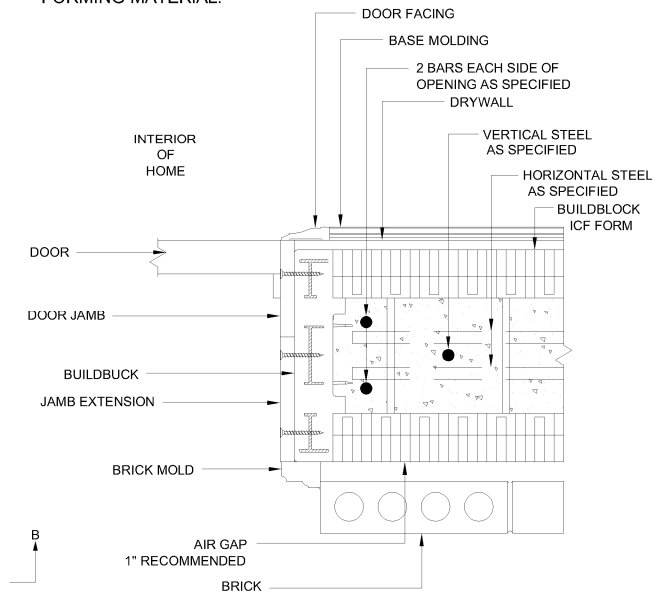 FORMING MATERIAL.
DOOR FACING
BASE MOLDING
2 BARS EACH SIDE OF
OPENING AS SPECIFIED
DRYWALL
INTERIOR
OF
HOME
VERTICAL STEEL
AS SPECIFIED
HORIZONTAL STEEL
AS SPECIFIED
BUILDBLOCK
ICF FORM
DOOR
DOOR JAMB
BUILDBUCK
JAMB EXTENSION
BRICK MOLD
B
AIR GAP
1" RECOMMENDED
BRICK